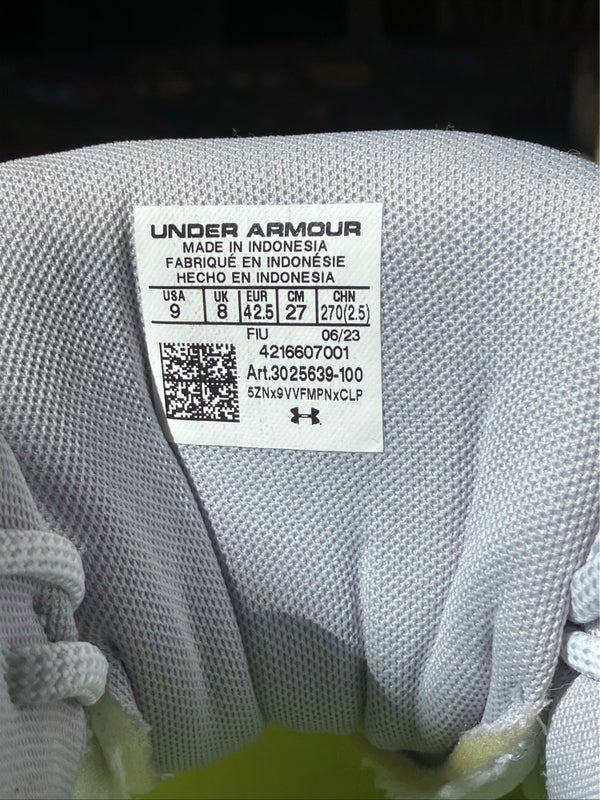 UNDER ARMOUR
MADE IN INDONESIA
FABRIQUÉ EN INDONÉSIE
HECHO EN INDONESIA
USA UK EUR CM CHN
9 8 42.5 27 270(2.5)
FIU 06/23
4216607001
Art.3025639-100
5ZNx9VVFMPNxCLP